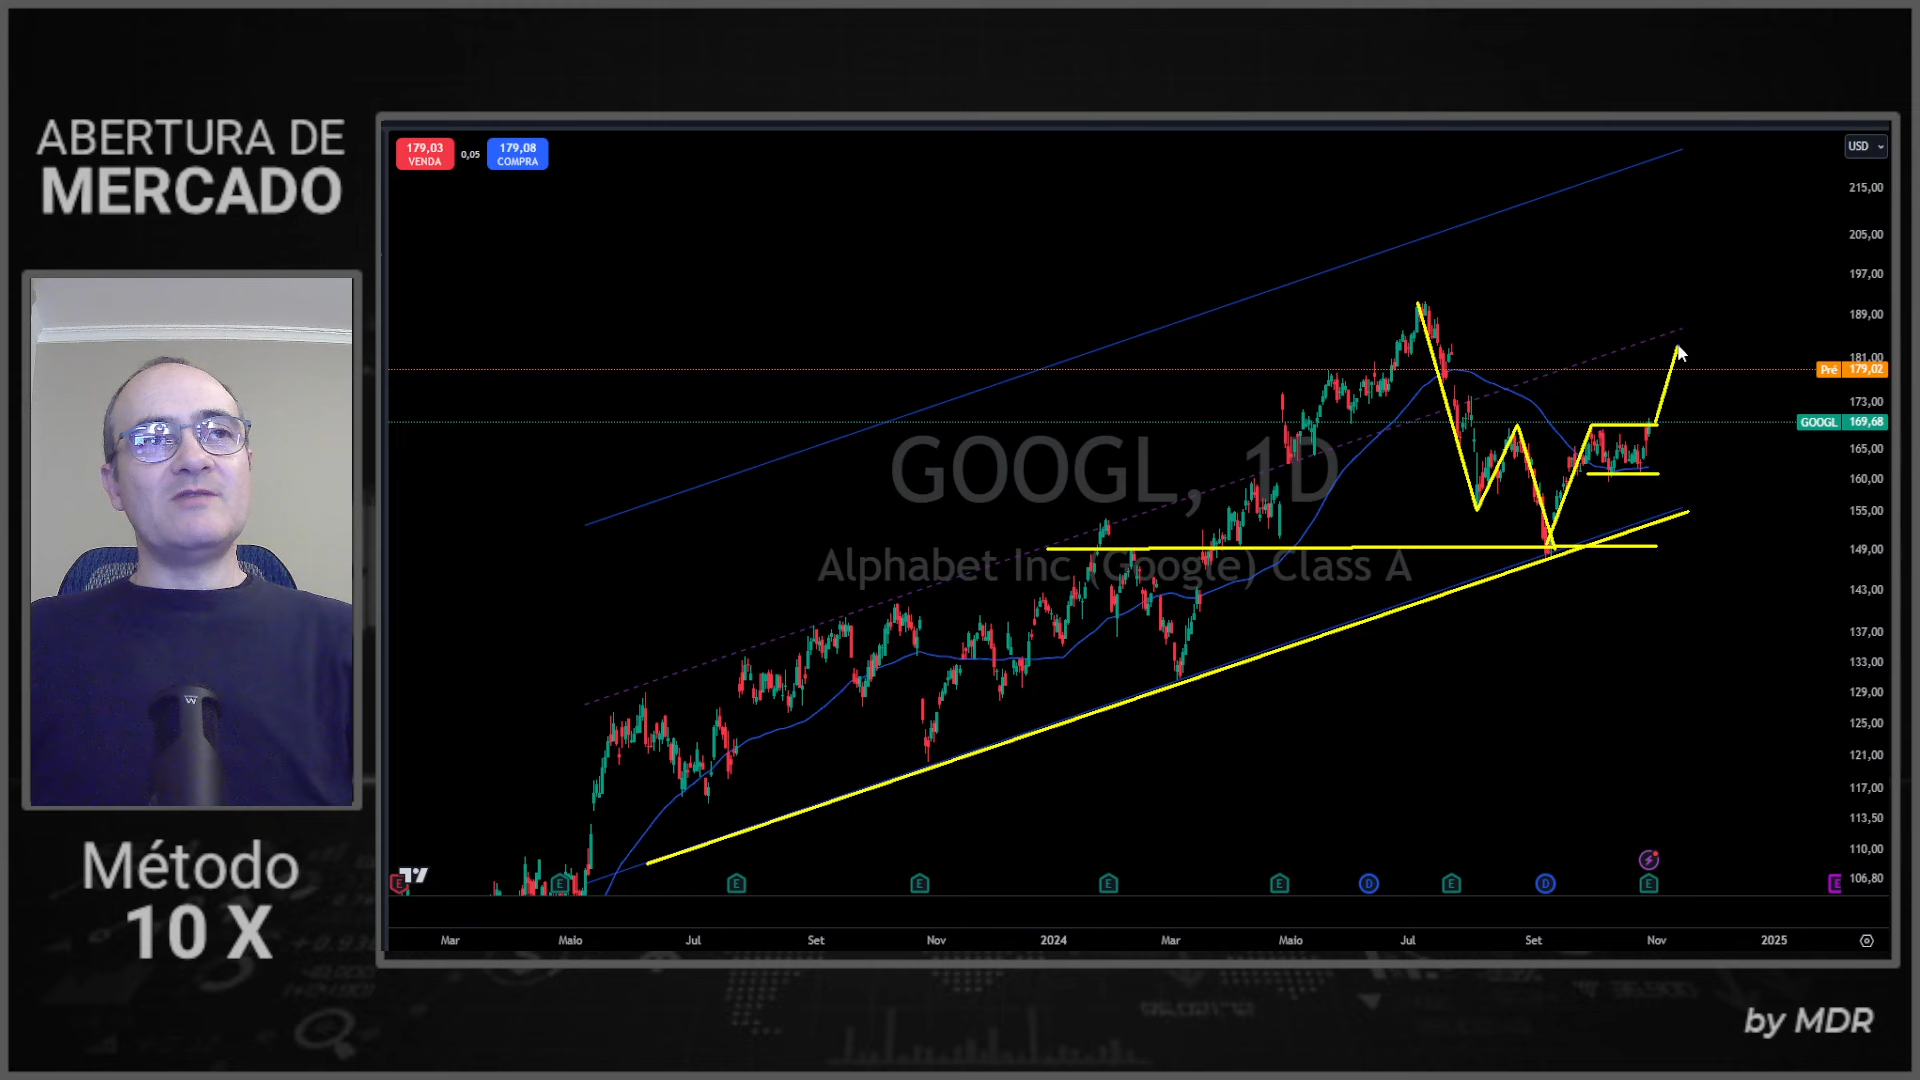 ABERTURA DE
MERCADO
179,03
VENDA
0,05
179,08
COMPRA
USD
215,00
205,00
197,00
189,00
181,00
Pré 179,02
173,00
GOOGL 169,68
165,00
160,00
155,00
149,00
143,00
137,00
133,00
129,00
125,00
121,00
117,00
113,50
110,00
106,80
GOOGL, 1D
Alphabet Inc (Google) Class A
W
E E E E E E D E D E E
Mar Maio Jul Set Nov 2024 Mar Maio Jul Set Nov 2025
Método
10 X
by MDR